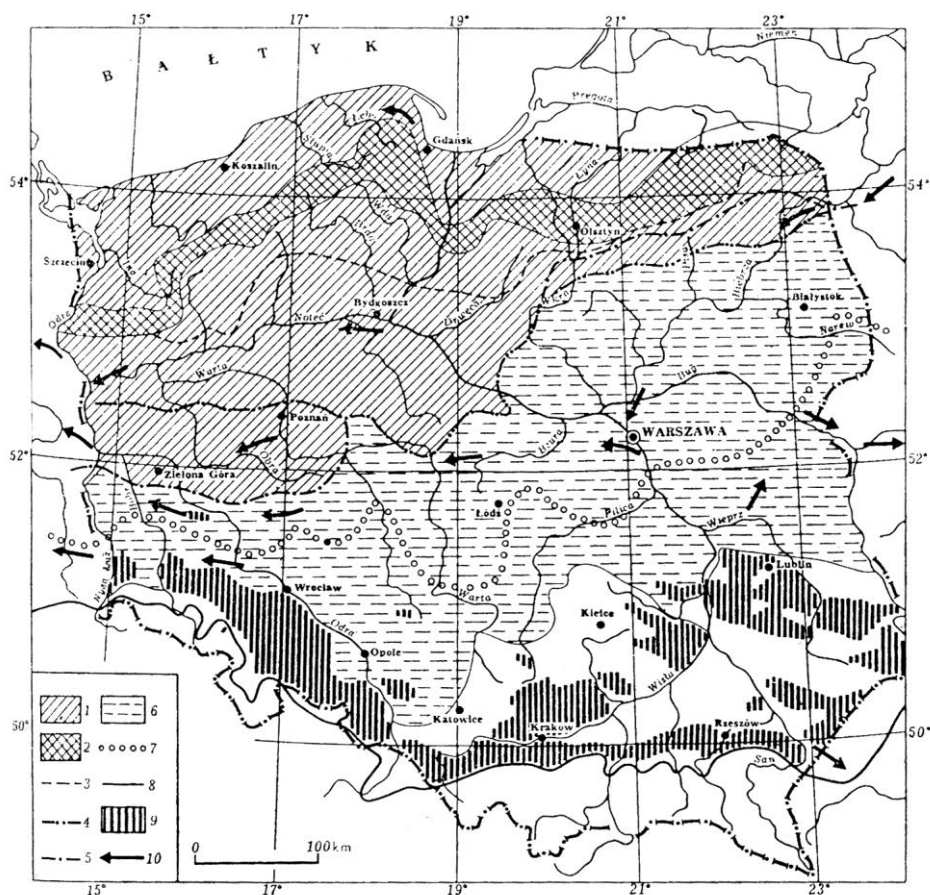 15° 17° 19° 21° 23°
BAŁTYK
Niemen
Pregoła
Łeba
Słupia
Gdańsk
Koszalin
54° 54°
Łyna
Wda
Brda
Olsztyn
Szczecin
Ina
Biebrza
Bydgoszcz
Drwęca
Wkra
Białystok
Odra
Noteć
Narew
Warta
Bug
Poznań
WARSZAWA
Bzura
52° 52°
Obra
Zielona Góra
Łódź
Pilica
Wieprz
Lublin
Wrocław
Warta
Kielce
Odra
Opole
Wisła
1 6
Katowice
Rzeszów
2 7
50° 50°
Kraków
San
3 8
4 9
5 10
0 100km
15° 17° 19° 21° 23°